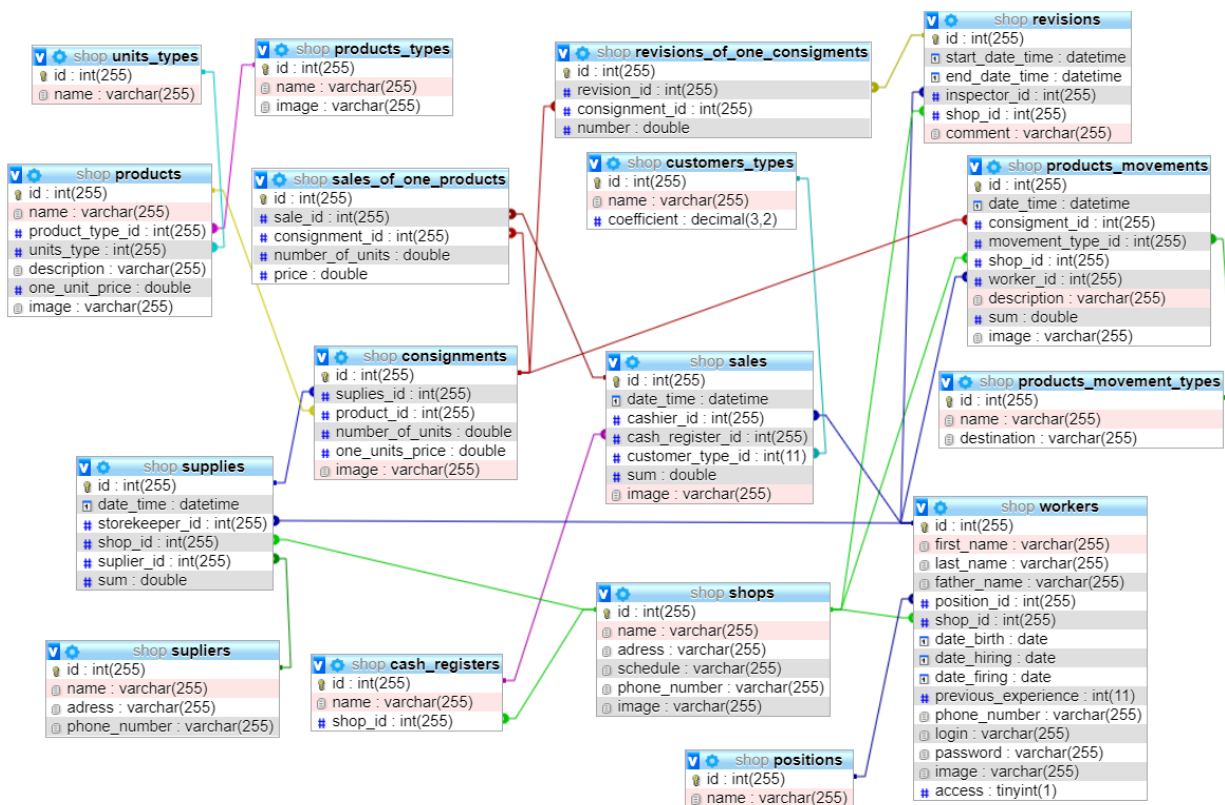 shop units_types
id : int(255)
name : varchar(255)
shop products_types
id : int(255)
name : varchar(255)
image : varchar(255)
shop revisions_of_one_consigments
id : int(255)
revision_id : int(255)
consignment_id : int(255)
number : double
shop revisions
id : int(255)
start_date_time : datetime
end_date_time : datetime
inspector_id : int(255)
shop_id : int(255)
comment : varchar(255)
shop products
id : int(255)
name : varchar(255)
product_type_id : int(255)
units_type : int(255)
description : varchar(255)
one_unit_price : double
image : varchar(255)
shop sales_of_one_products
id : int(255)
sale_id : int(255)
consignment_id : int(255)
number_of_units : double
price : double
shop customers_types
id : int(255)
name : varchar(255)
coefficient : decimal(3,2)
shop products_movements
id : int(255)
date_time : datetime
consigment_id : int(255)
movement_type_id : int(255)
shop_id : int(255)
worker_id : int(255)
description : varchar(255)
sum : double
image : varchar(255)
shop consignments
id : int(255)
suplies_id : int(255)
product_id : int(255)
number_of_units : double
one_units_price : double
image : varchar(255)
shop sales
id : int(255)
date_time : datetime
cashier_id : int(255)
cash_register_id : int(255)
customer_type_id : int(11)
sum : double
image : varchar(255)
shop products_movement_types
id : int(255)
name : varchar(255)
destination : varchar(255)
shop supplies
id : int(255)
date_time : datetime
storekeeper_id : int(255)
shop_id : int(255)
suplier_id : int(255)
sum : double
shop workers
id : int(255)
first_name : varchar(255)
last_name : varchar(255)
father_name : varchar(255)
position_id : int(255)
shop_id : int(255)
date_birth : date
date_hiring : date
date_firing : date
previous_experience : int(11)
phone_number : varchar(255)
login : varchar(255)
password : varchar(255)
image : varchar(255)
access : tinyint(1)
shop shops
id : int(255)
name : varchar(255)
adress : varchar(255)
schedule : varchar(255)
phone_number : varchar(255)
image : varchar(255)
shop supliers
id : int(255)
name : varchar(255)
adress : varchar(255)
phone_number : varchar(255)
shop cash_registers
id : int(255)
name : varchar(255)
shop_id : int(255)
shop positions
id : int(255)
name : varchar(255)